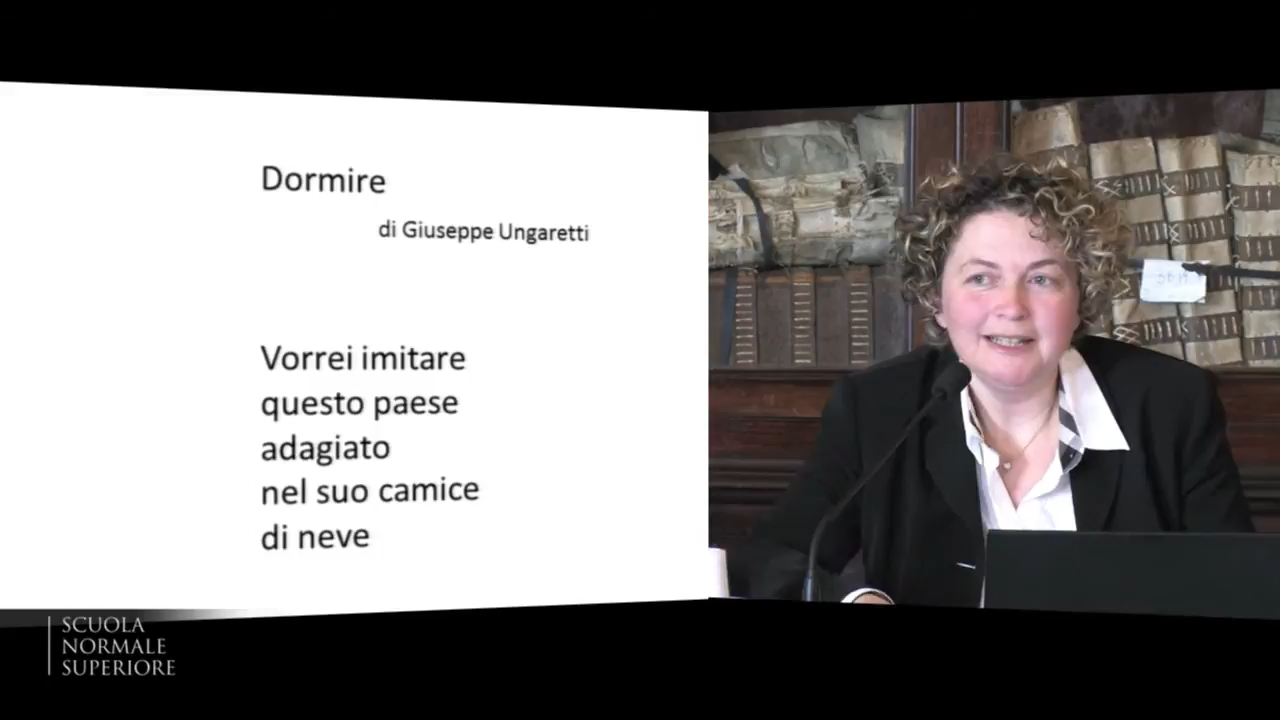 Dormire
di Giuseppe Ungaretti
Vorrei imitare
questo paese
adagiato
nel suo camice
di neve
SCUOLA
NORMALE
SUPERIORE